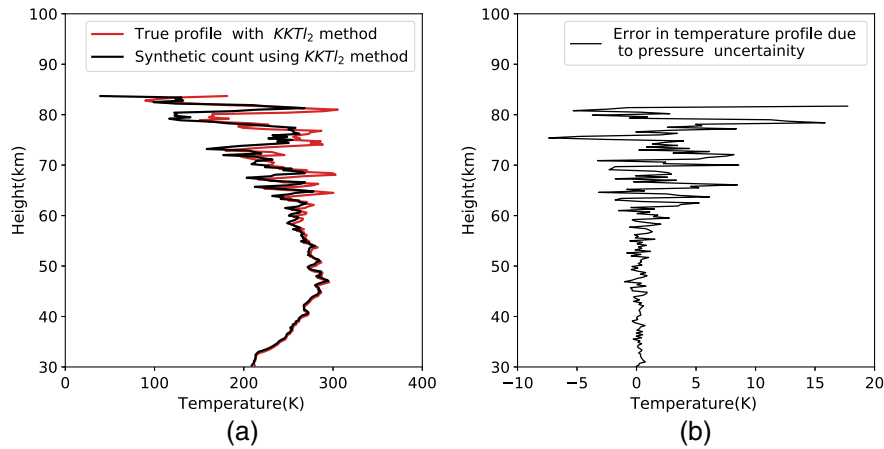 True profile with KKTl₂ method
Synthetic count using KKTl₂ method
100
90
80
70
60
50
40
30
Height(km)
0 100 200 300 400
Temperature(K)
(a)
Error in temperature profile due
to pressure uncertainity
100
90
80
70
60
50
40
30
Height(km)
−10 −5 0 5 10 15 20
Temperature(K)
(b)